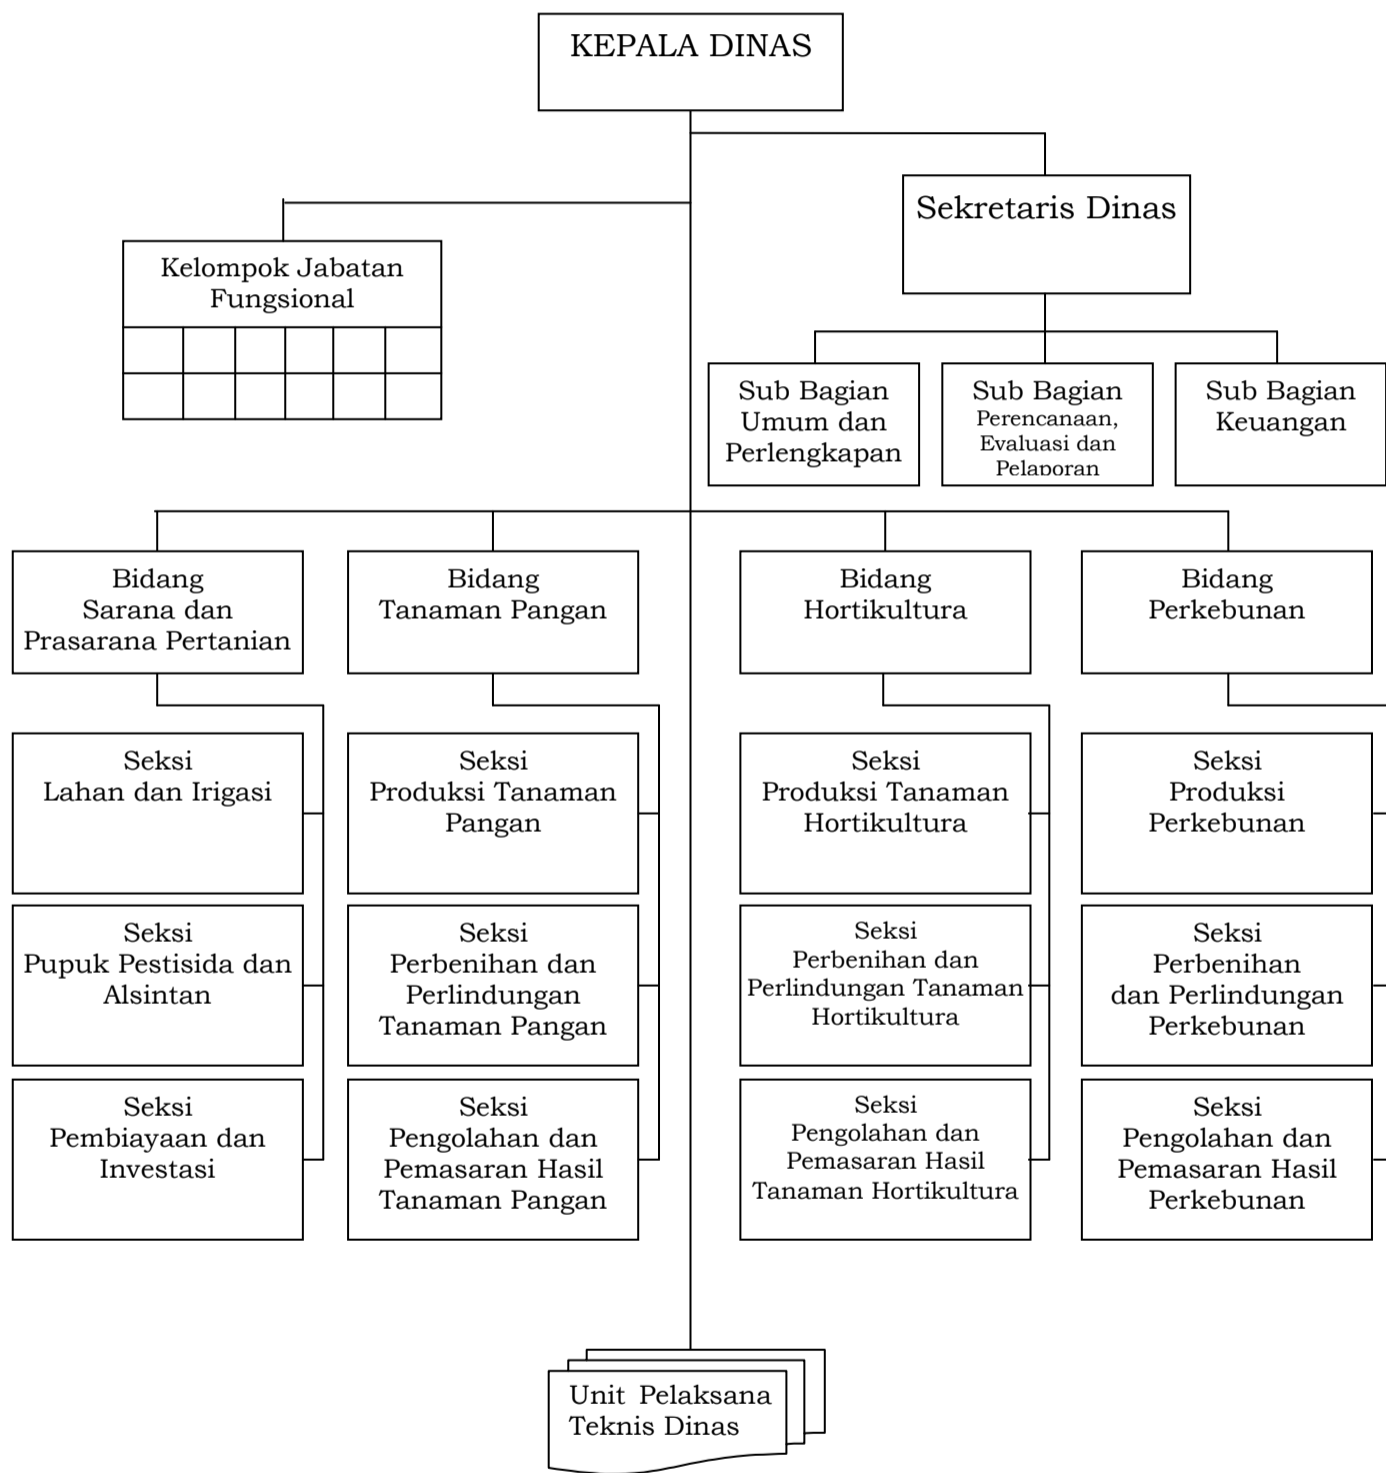 KEPALA DINAS
Sekretaris Dinas
Kelompok Jabatan
Fungsional
Sub Bagian
Umum dan
Perlengkapan
Sub Bagian
Perencanaan,
Evaluasi dan
Pelaporan
Sub Bagian
Keuangan
Bidang
Sarana dan
Prasarana Pertanian
Bidang
Tanaman Pangan
Bidang
Hortikultura
Bidang
Perkebunan
Seksi
Lahan dan Irigasi
Seksi
Produksi Tanaman
Pangan
Seksi
Produksi Tanaman
Hortikultura
Seksi
Produksi
Perkebunan
Seksi
Pupuk Pestisida dan
Alsintan
Seksi
Perbenihan dan
Perlindungan
Tanaman Pangan
Seksi
Perbenihan dan
Perlindungan Tanaman
Hortikultura
Seksi
Perbenihan
dan Perlindungan
Perkebunan
Seksi
Pembiayaan dan
Investasi
Seksi
Pengolahan dan
Pemasaran Hasil
Tanaman Pangan
Seksi
Pengolahan dan
Pemasaran Hasil
Tanaman Hortikultura
Seksi
Pengolahan dan
Pemasaran Hasil
Perkebunan
Unit Pelaksana
Teknis Dinas